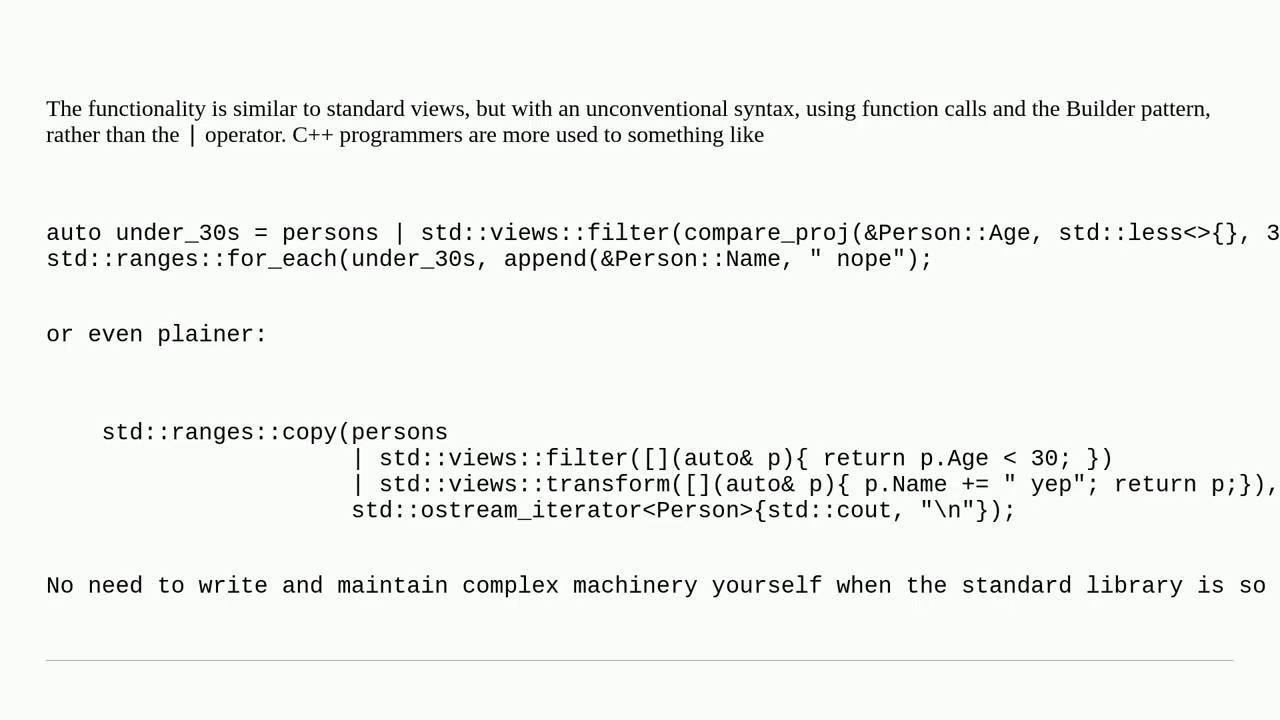 The functionality is similar to standard views, but with an unconventional syntax, using function calls and the Builder pattern,
rather than the | operator. C++ programmers are more used to something like
auto under_30s = persons | std::views::filter(compare_proj(&Person::Age, std::less<>{}, 3
std::ranges::for_each(under_30s, append(&Person::Name, " nope");
or even plainer:
    std::ranges::copy(persons
                      | std::views::filter([](auto& p){ return p.Age < 30; })
                      | std::views::transform([](auto& p){ p.Name += " yep"; return p;}),
                      std::ostream_iterator<Person>{std::cout, "\n"});
No need to write and maintain complex machinery yourself when the standard library is so